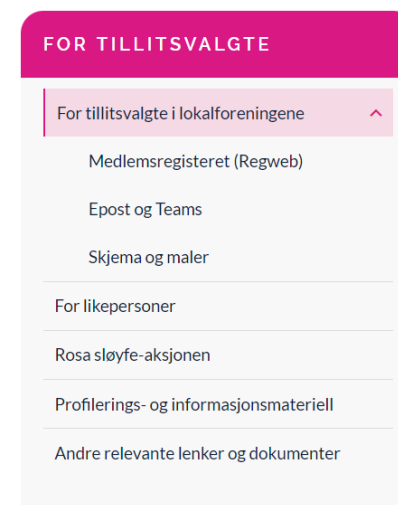 FOR TILLITSVALGTE
For tillitsvalgte i lokalforeningene
Medlemsregisteret (Regweb)
Epost og Teams
Skjema og maler
For likepersoner
Rosa sløyfe-aksjonen
Profilerings- og informasjonsmateriell
Andre relevante lenker og dokumenter